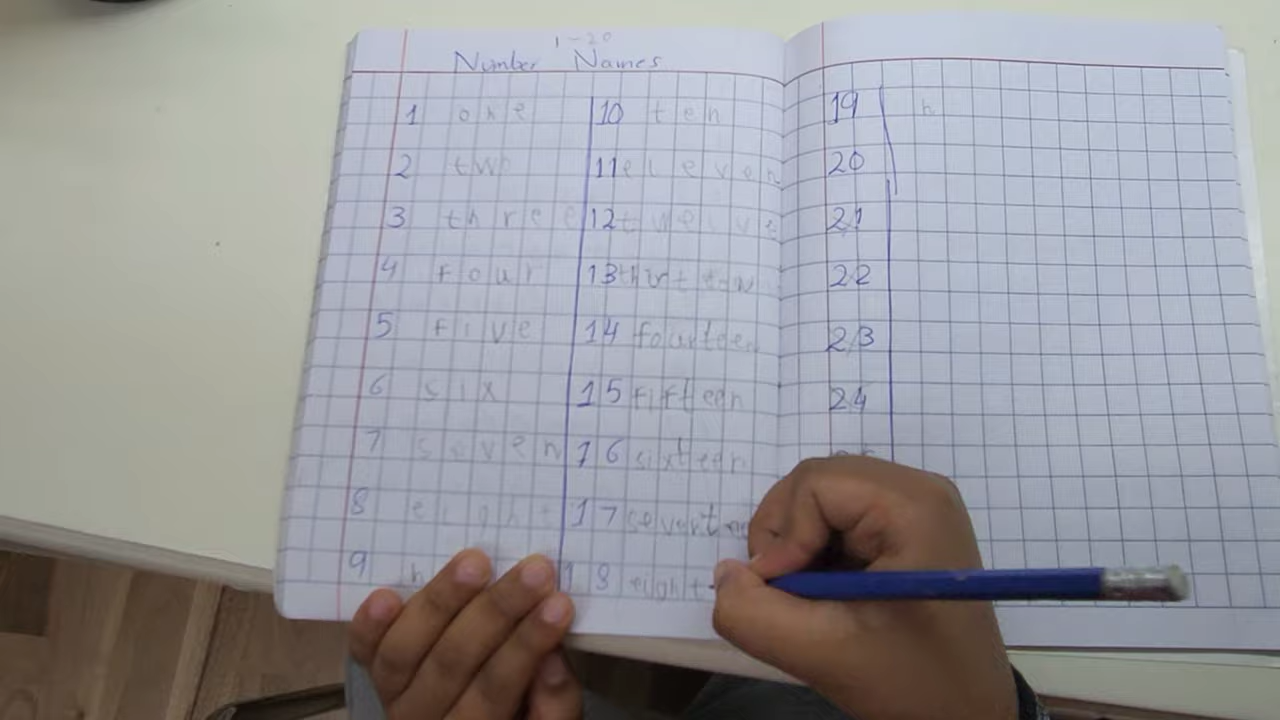 1-20
Number Names
1 one 10 ten 19 n
2 two 11 eleven 20
3 three 12 twelve 21
4 four 13 thirteen 22
5 five 14 fourteen 23
6 six 15 fifteen 24
7 seven 16 sixteen
8 eight 17
9 18 eight